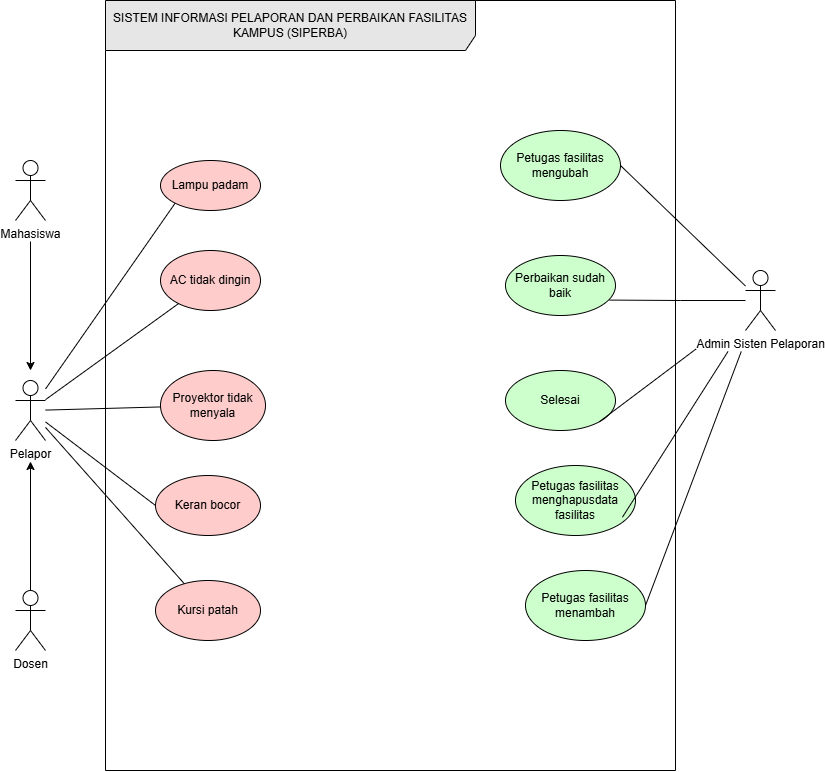 SISTEM INFORMASI PELAPORAN DAN PERBAIKAN FASILITAS
KAMPUS (SIPERBA)
Mahasiswa
Pelapor
Dosen
Lampu padam
AC tidak dingin
Proyektor tidak
menyala
Keran bocor
Kursi patah
Petugas fasilitas
mengubah
Perbaikan sudah
baik
Selesai
Petugas fasilitas
menghapusdata
fasilitas
Petugas fasilitas
menambah
Admin Sisten Pelaporan